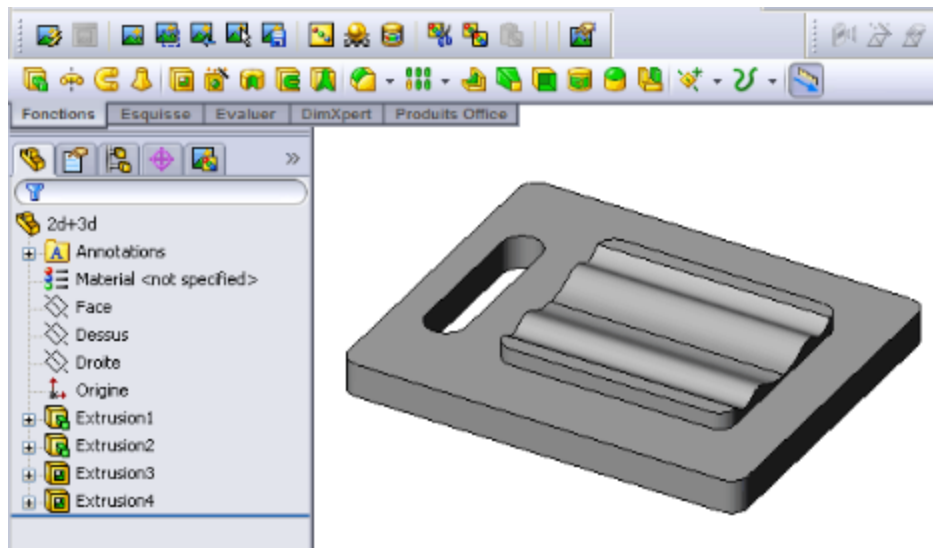 Fonctions Esquisse Evaluer DimXpert Produits Office
2d+3d
Annotations
Material <not specified>
Face
Dessus
Droite
Origine
Extrusion1
Extrusion2
Extrusion3
Extrusion4